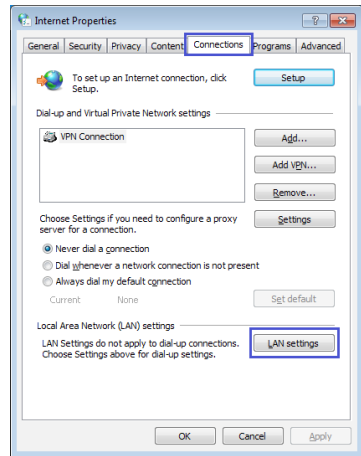 Internet Properties
General Security Privacy Content Connections Programs Advanced
To set up an Internet connection, click
Setup.
Setup
Dial-up and Virtual Private Network settings
VPN Connection
Add...
Add VPN...
Remove...
Choose Settings if you need to configure a proxy
server for a connection.
Settings
Never dial a connection
Dial whenever a network connection is not present
Always dial my default connection
Current None
Set default
Local Area Network (LAN) settings
LAN Settings do not apply to dial-up connections.
Choose Settings above for dial-up settings.
LAN settings
OK Cancel Apply